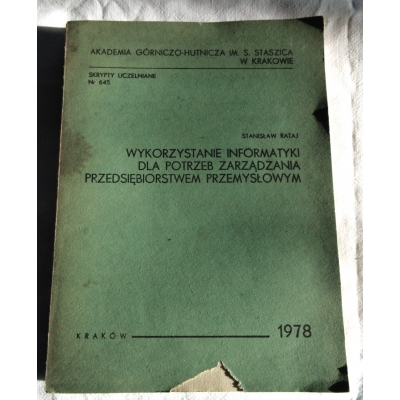 AKADEMIA GÓRNICZO-HUTNICZA IM. S. STASZICA
W KRAKOWIE
SKRYPTY UCZELNIANE
Nr 645
STANISŁAW RATAJ
WYKORZYSTANIE INFORMATYKI
DLA POTRZEB ZARZĄDZANIA
PRZEDSIĘBIORSTWEM PRZEMYSŁOWYM
KRAKÓW 1978